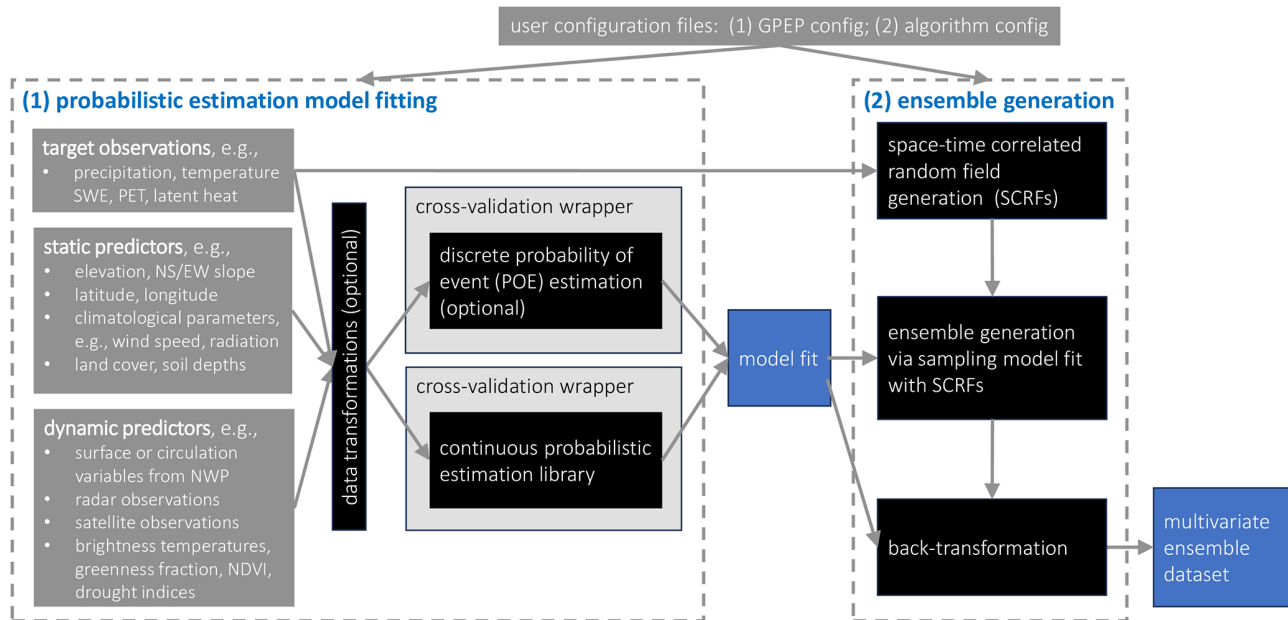 user configuration files:  (1) GPEP config; (2) algorithm config
(1) probabilistic estimation model fitting
target observations, e.g.,
• precipitation, temperature
SWE, PET, latent heat
static predictors, e.g.,
• elevation, NS/EW slope
• latitude, longitude
• climatological parameters,
e.g., wind speed, radiation
• land cover, soil depths
dynamic predictors, e.g.,
• surface or circulation
variables from NWP
• radar observations
• satellite observations
• brightness temperatures,
greenness fraction, NDVI,
drought indices
data transformations (optional)
cross-validation wrapper
discrete probability of
event (POE) estimation
(optional)
cross-validation wrapper
continuous probabilistic
estimation library
model fit
(2) ensemble generation
space-time correlated
random field
generation  (SCRFs)
ensemble generation
via sampling model fit
with SCRFs
back-transformation
multivariate
ensemble
dataset